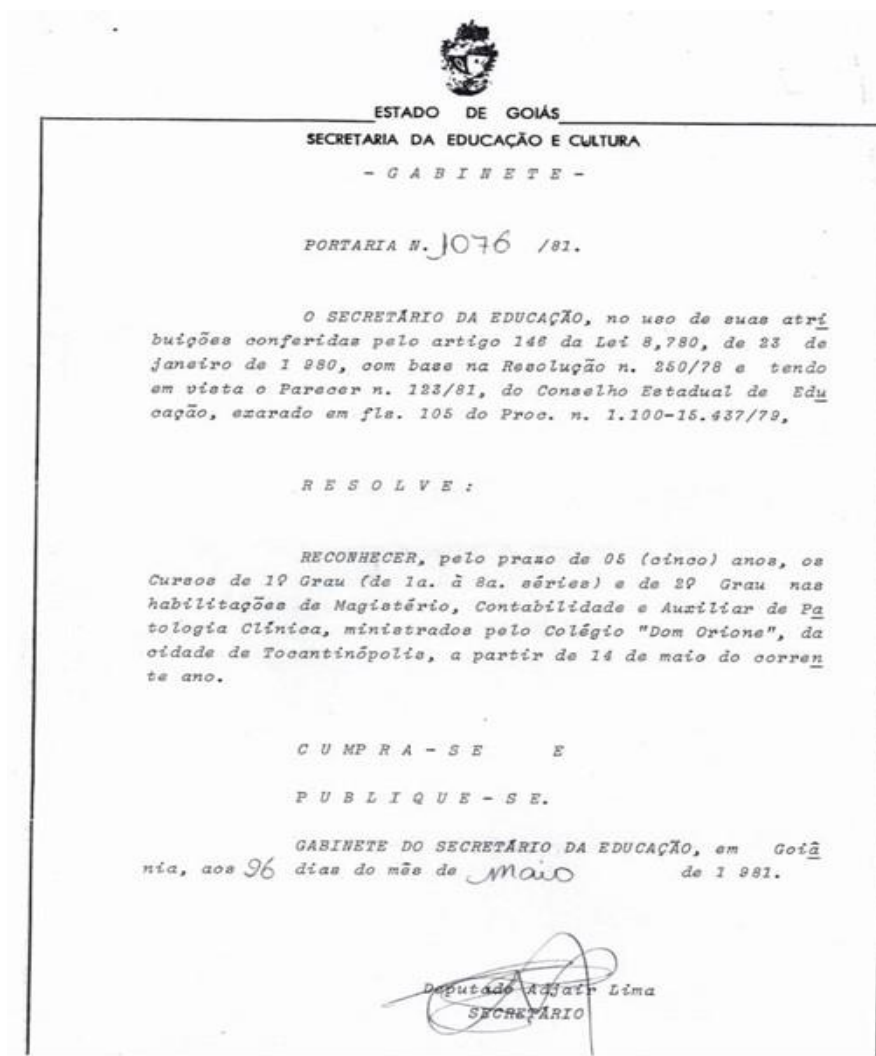 ESTADO DE GOIÁS
SECRETARIA DA EDUCAÇÃO E CULTURA
- G A B I N E T E -
PORTARIA N. 1076 /81.
O SECRETÁRIO DA EDUCAÇÃO, no uso de suas atri
buições conferidas pelo artigo 146 da Lei 8,780, de 23 de
janeiro de 1 980, com base na Resolução n. 250/78 e tendo
em vista o Parecer n. 123/81, do Conselho Estadual de Edu
cação, exarado em fls. 105 do Proc. n. 1.100-15.437/79,
R E S O L V E :
RECONHECER, pelo prazo de 05 (cinco) anos, os
Cursos de 1º Grau (de 1a. à 8a. séries) e de 2º Grau nas
habilitações de Magistério, Contabilidade e Auxiliar de Pa
tologia Clínica, ministrados pelo Colégio "Dom Orione", da
cidade de Tocantinópolis, a partir de 14 de maio do corren
te ano.
C U MP R A - S E E
P U B L I Q U E - S E.
GABINETE DO SECRETÁRIO DA EDUCAÇÃO, em Goiâ
nia, aos dias do mês de maio de 1 981.
Deputado Adjair Lima
SECRETÁRIO